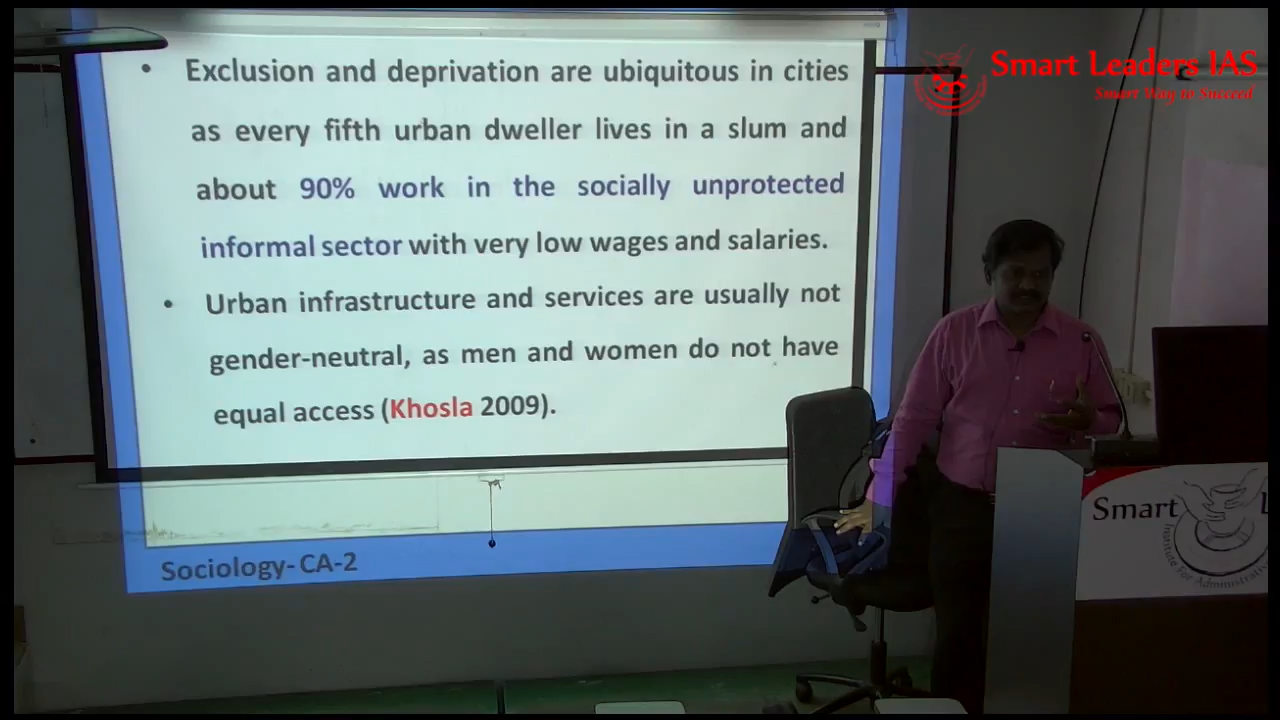 • Exclusion and deprivation are ubiquitous in cities
as every fifth urban dweller lives in a slum and
about 90% work in the socially unprotected
informal sector with very low wages and salaries.
• Urban infrastructure and services are usually not
gender-neutral, as men and women do not have
equal access (Khosla 2009).
Sociology- CA-2
Smart Leaders IAS
Smart Way to Succeed
Smart L
Institute For Administrati